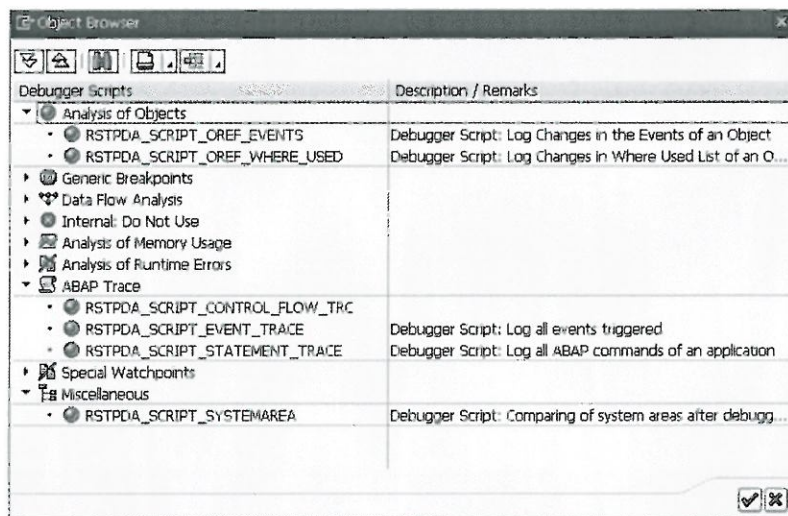 Object Browser
Debugger Scripts Description / Remarks
Analysis of Objects
RSTPDA_SCRIPT_OREF_EVENTS Debugger Script: Log Changes in the Events of an Object
RSTPDA_SCRIPT_OREF_WHERE_USED Debugger Script: Log Changes in Where Used List of an O...
Generic Breakpoints
Data Flow Analysis
Internal: Do Not Use
Analysis of Memory Usage
Analysis of Runtime Errors
ABAP Trace
RSTPDA_SCRIPT_CONTROL_FLOW_TRC
RSTPDA_SCRIPT_EVENT_TRACE Debugger Script: Log all events triggered
RSTPDA_SCRIPT_STATEMENT_TRACE Debugger Script: Log all ABAP commands of an application
Special Watchpoints
Miscellaneous
RSTPDA_SCRIPT_SYSTEMAREA Debugger Script: Comparing of system areas after debugg...